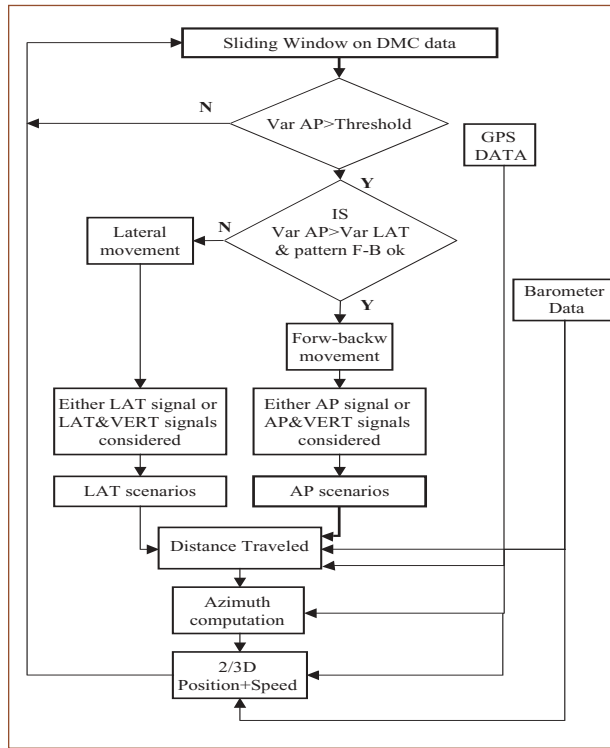 Sliding Window on DMC data
N
Var AP>Threshold
GPS
DATA
Y
IS
Var AP>Var LAT
& pattern F-B ok
N
Lateral
movement
Barometer
Data
Y
Forw-backw
movement
Either LAT signal or
LAT&VERT signals
considered
Either AP signal or
AP&VERT signals
considered
LAT scenarios
AP scenarios
Distance Traveled
Azimuth
computation
2/3D
Position+Speed